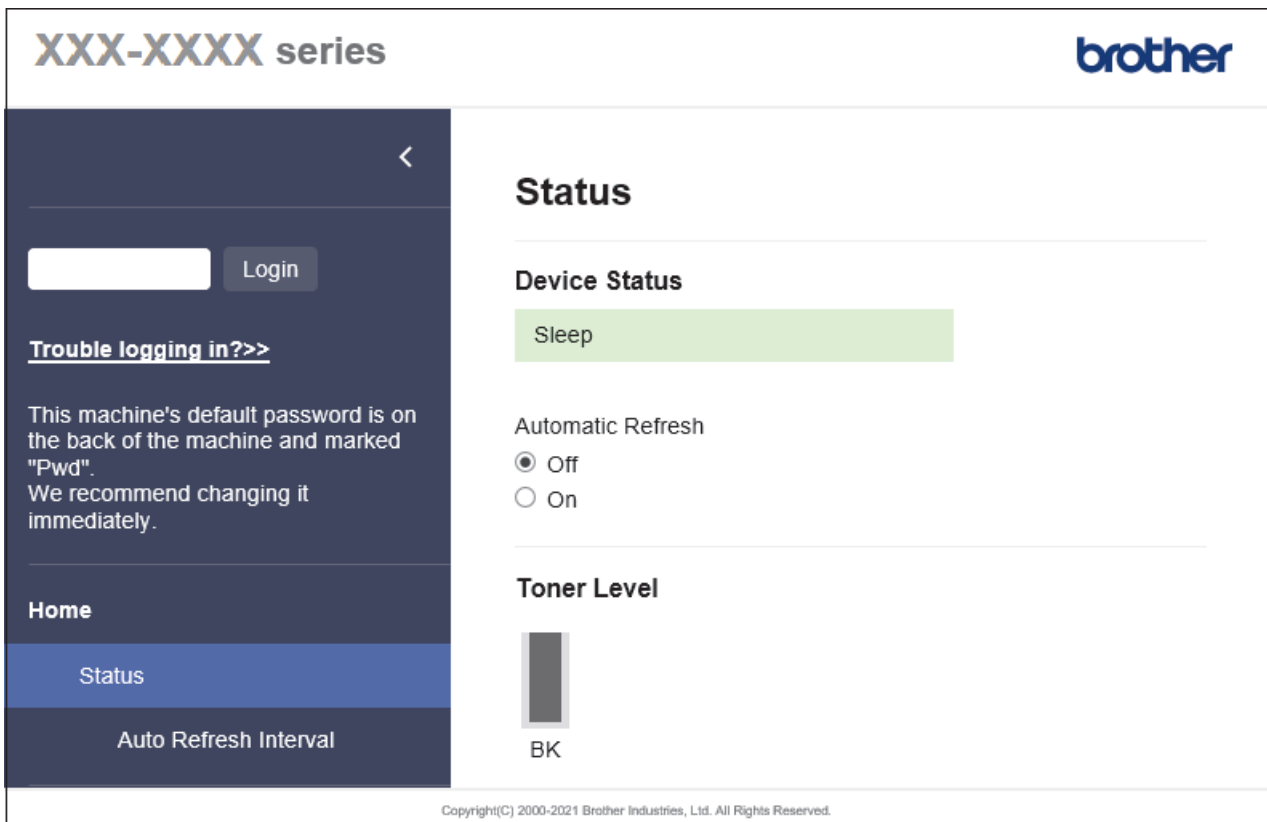 XXX-XXXX series
brother
Login
Trouble logging in?>>
This machine's default password is on
the back of the machine and marked
"Pwd".
We recommend changing it
immediately.
Home
Status
Auto Refresh Interval
Status
Device Status
Sleep
Automatic Refresh
Off
On
Toner Level
BK
Copyright(C) 2000-2021 Brother Industries, Ltd. All Rights Reserved.